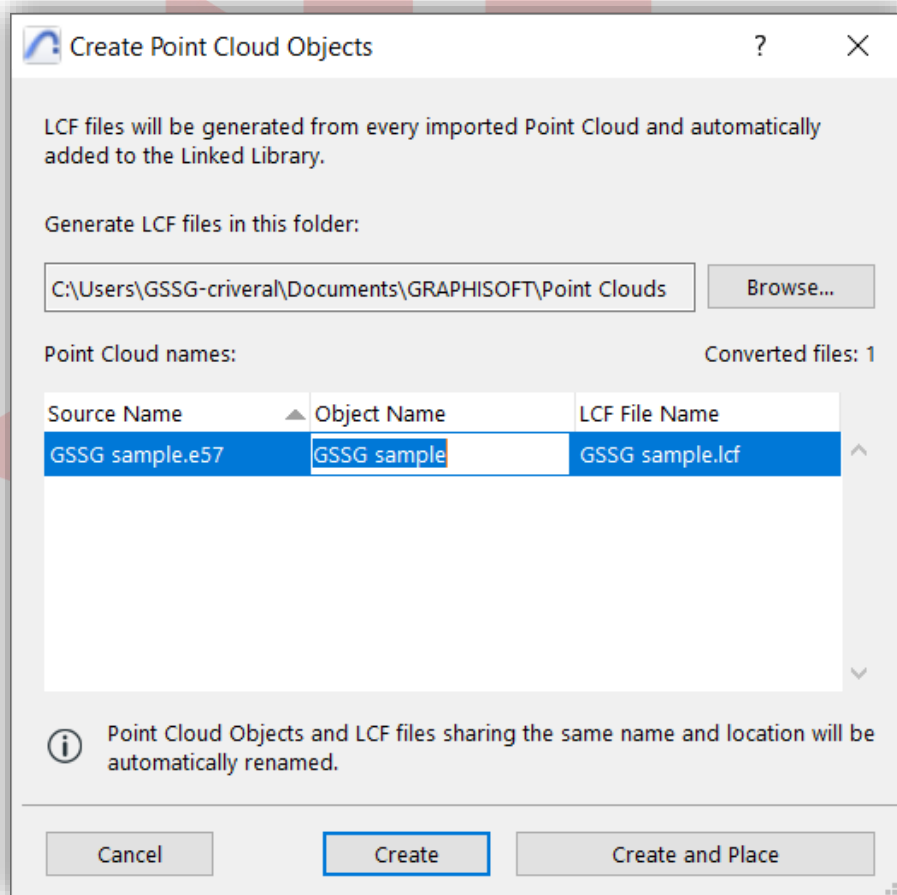 Create Point Cloud Objects ?
LCF files will be generated from every imported Point Cloud and automatically
added to the Linked Library.
Generate LCF files in this folder:
C:\Users\GSSG-criveral\Documents\GRAPHISOFT\Point Clouds Browse...
Point Cloud names: Converted files: 1
Source Name Object Name LCF File Name
GSSG sample.e57 GSSG sample GSSG sample.lcf
Point Cloud Objects and LCF files sharing the same name and location will be
automatically renamed.
Cancel Create Create and Place